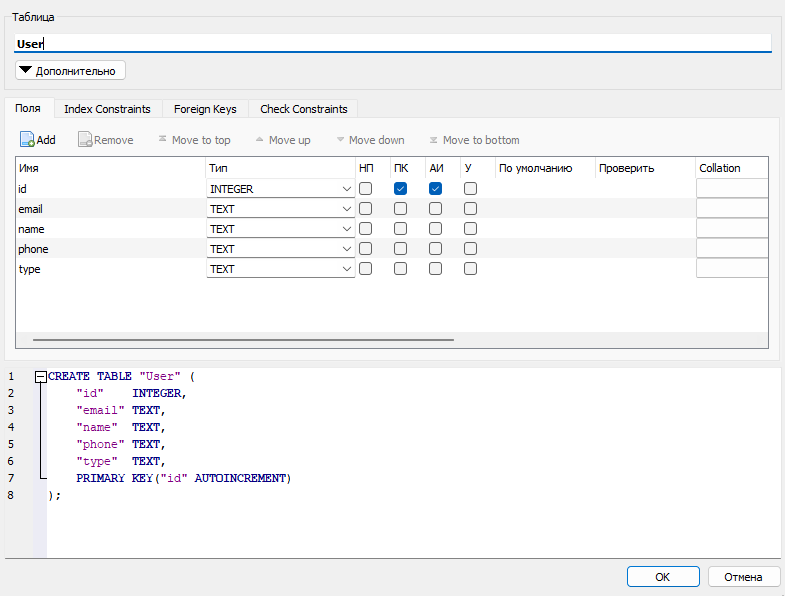 Таблица
User
Дополнительно
Поля Index Constraints Foreign Keys Check Constraints
Add Remove Move to top Move up Move down Move to bottom
Имя Тип НП ПК АИ У По умолчанию Проверить Collation
id INTEGER
email TEXT
name TEXT
phone TEXT
type TEXT
1 CREATE TABLE "User" (
2 "id" INTEGER,
3 "email" TEXT,
4 "name" TEXT,
5 "phone" TEXT,
6 "type" TEXT,
7 PRIMARY KEY("id" AUTOINCREMENT)
8 );
OK Отмена